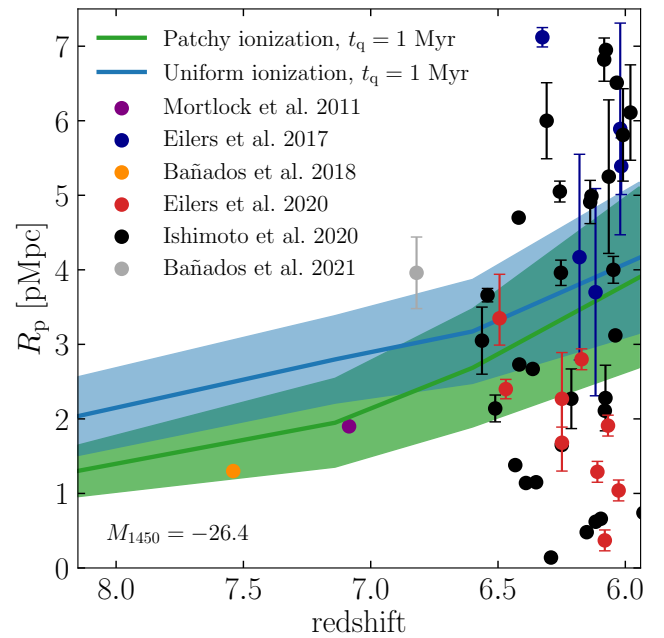 7
6
5
4
3
2
1
0
R_p [pMpc]
Patchy ionization, t_q = 1 Myr
Uniform ionization, t_q = 1 Myr
Mortlock et al. 2011
Eilers et al. 2017
Bañados et al. 2018
Eilers et al. 2020
Ishimoto et al. 2020
Bañados et al. 2021
M_1450 = −26.4
8.0 7.5 7.0 6.5 6.0
redshift